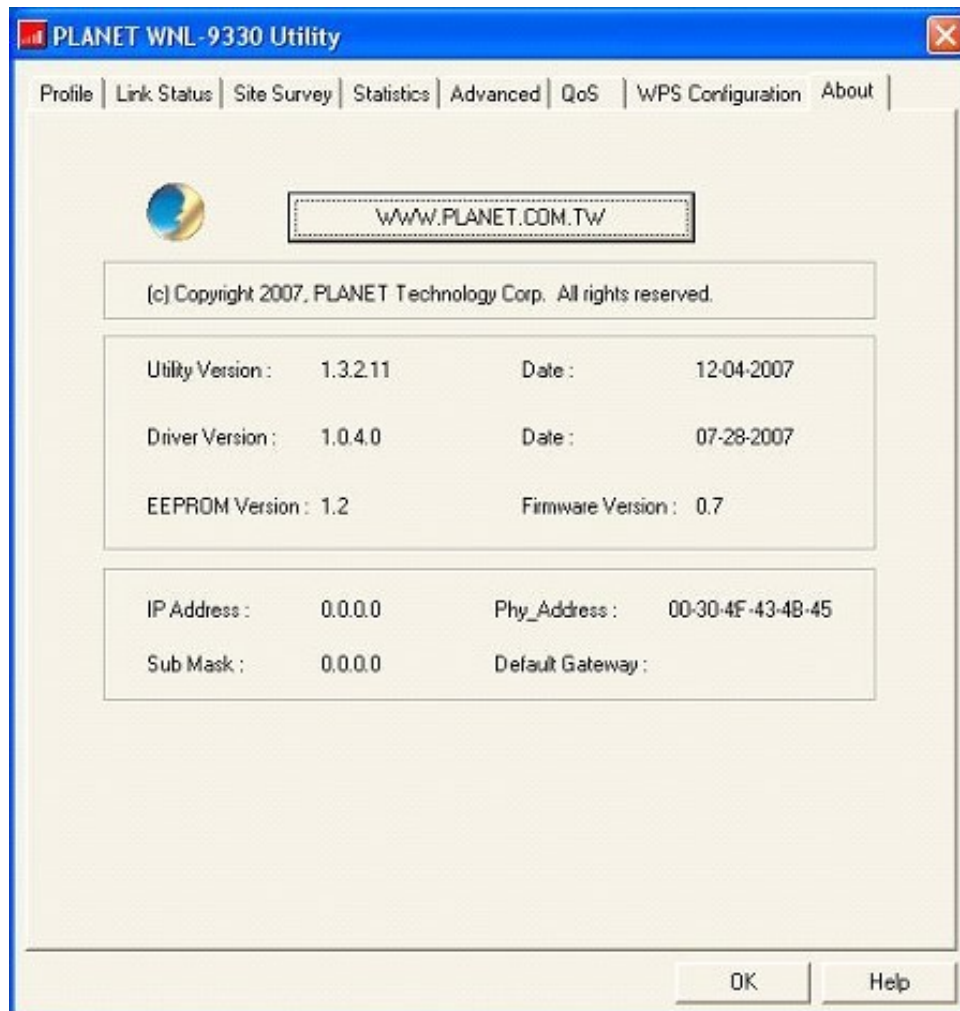 PLANET WNL-9330 Utility
Profile Link Status Site Survey Statistics Advanced QoS WPS Configuration About
WWW.PLANET.COM.TW
(c) Copyright 2007, PLANET Technology Corp. All rights reserved.
Utility Version : 1.3.2.11 Date : 12-04-2007
Driver Version : 1.0.4.0 Date : 07-28-2007
EEPROM Version : 1.2 Firmware Version : 0.7
IP Address : 0.0.0.0 Phy_Address : 00-30-4F-43-4B-45
Sub Mask : 0.0.0.0 Default Gateway :
OK Help